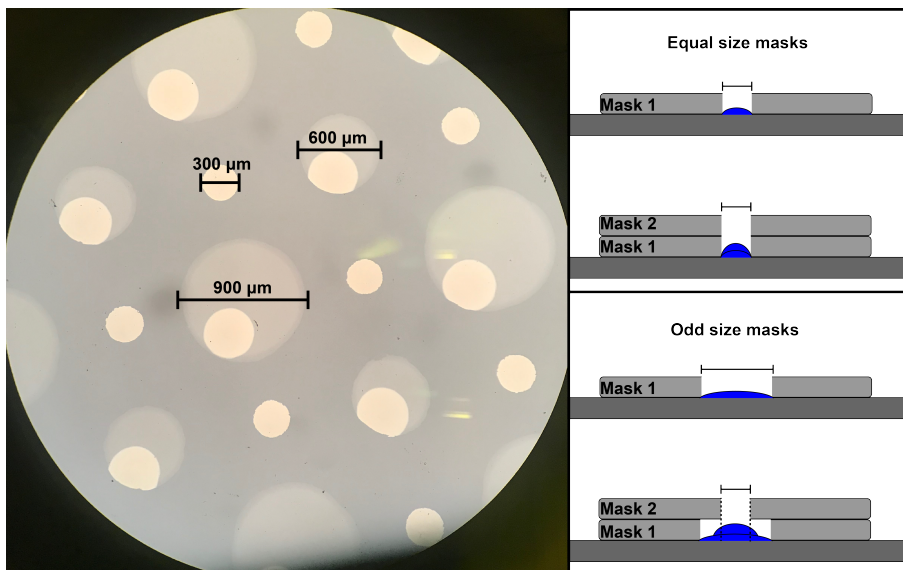 600 µm
300 µm
900 µm
Equal size masks
Mask 1
Mask 2
Mask 1
Odd size masks
Mask 1
Mask 2
Mask 1